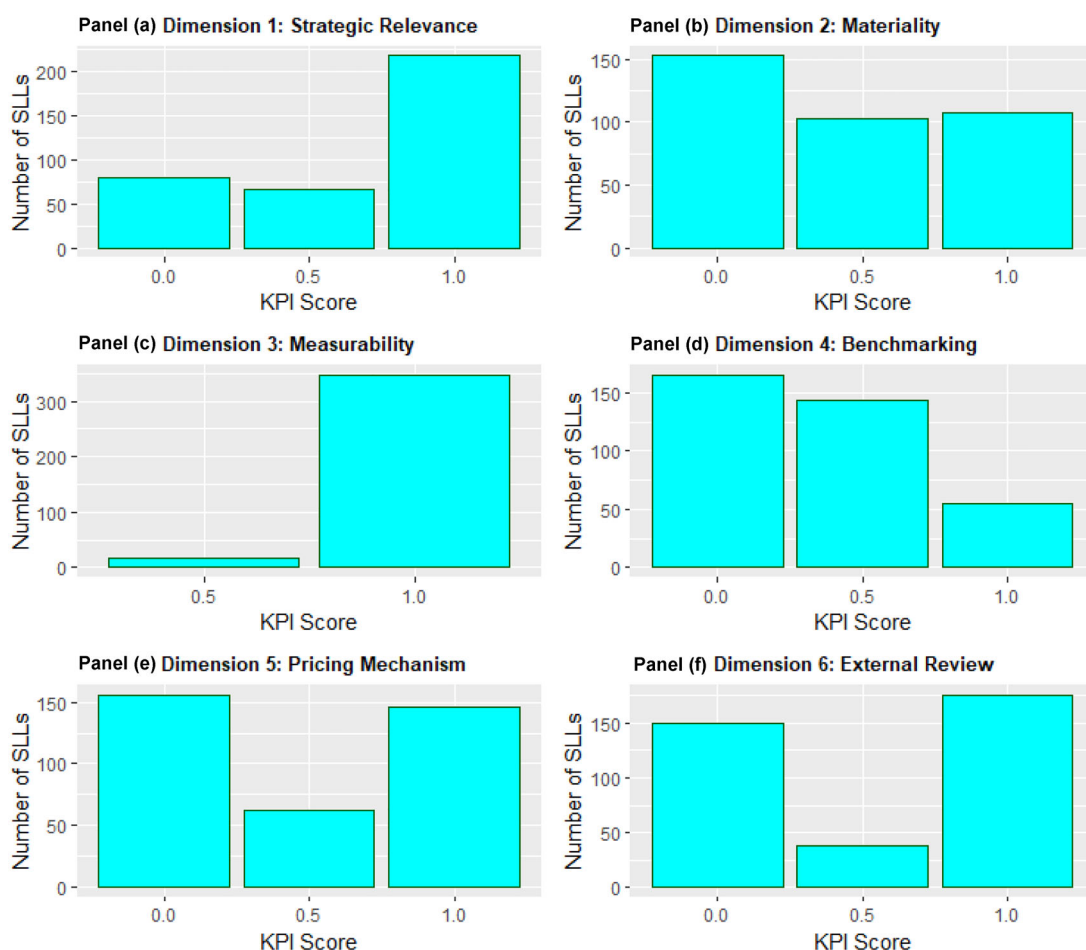 Panel (a) Dimension 1: Strategic Relevance
Number of SLLs
200
150
100
50
0
0.0 0.5 1.0
KPI Score
Panel (b) Dimension 2: Materiality
Number of SLLs
150
100
50
0
0.0 0.5 1.0
KPI Score
Panel (c) Dimension 3: Measurability
Number of SLLs
300
200
100
0
0.5 1.0
KPI Score
Panel (d) Dimension 4: Benchmarking
Number of SLLs
150
100
50
0
0.0 0.5 1.0
KPI Score
Panel (e) Dimension 5: Pricing Mechanism
Number of SLLs
150
100
50
0
0.0 0.5 1.0
KPI Score
Panel (f) Dimension 6: External Review
Number of SLLs
150
100
50
0
0.0 0.5 1.0
KPI Score